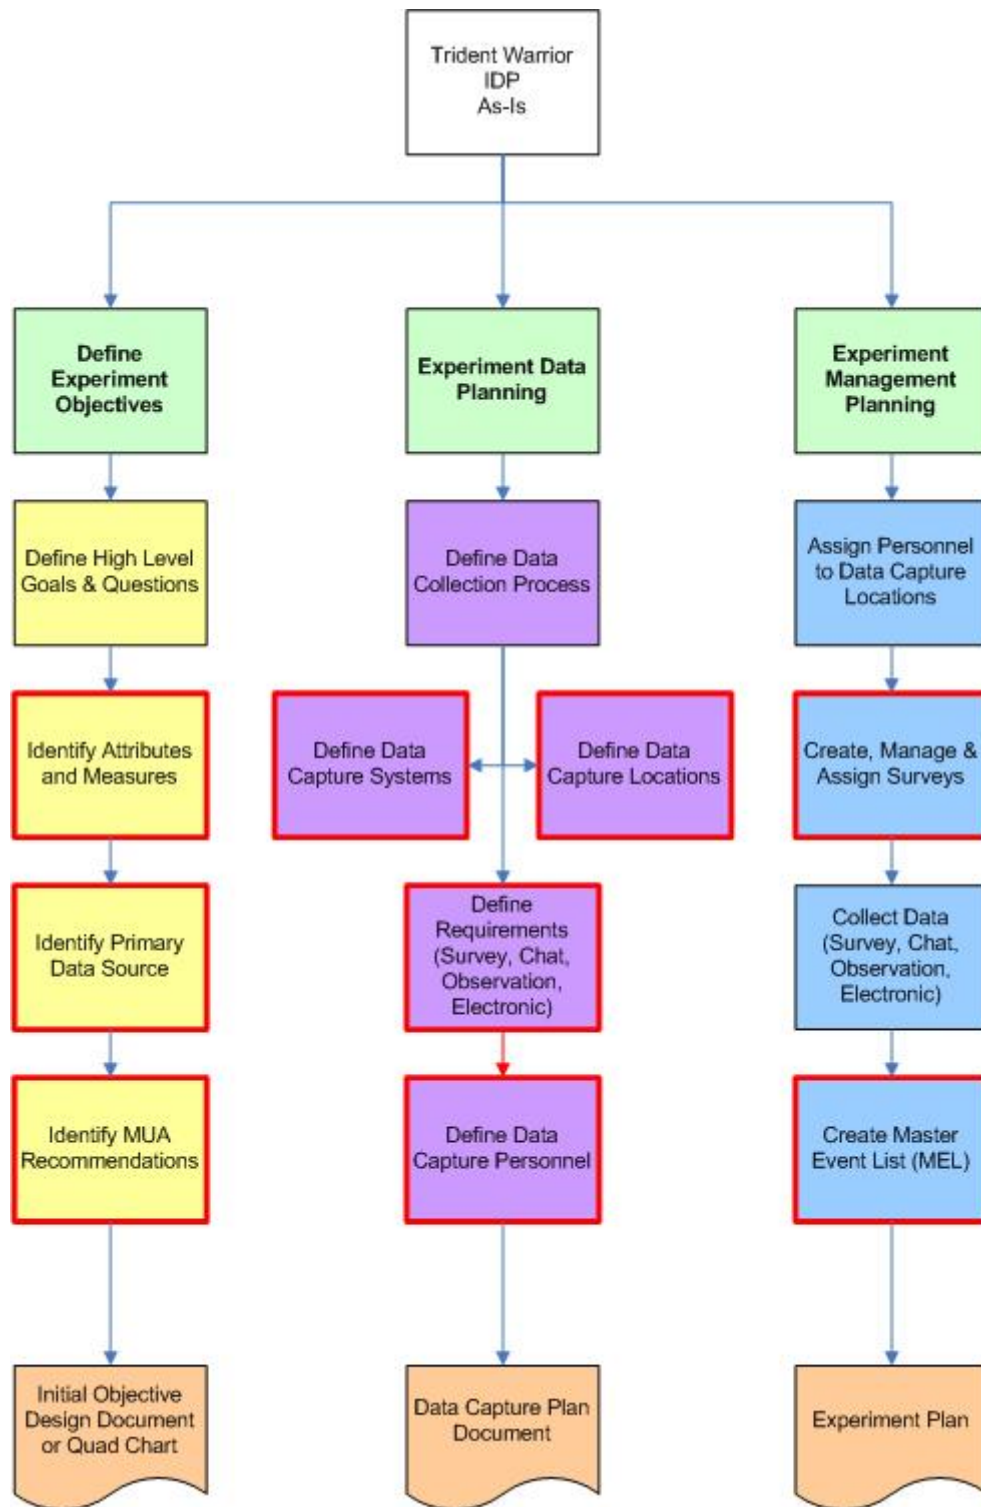 Trident Warrior
IDP
As-Is
Define
Experiment
Objectives
Experiment Data
Planning
Experiment
Management
Planning
Define High Level
Goals & Questions
Define Data
Collection Process
Assign Personnel
to Data Capture
Locations
Identify Attributes
and Measures
Define Data
Capture Systems
Define Data
Capture Locations
Create, Manage &
Assign Surveys
Identify Primary
Data Source
Define
Requirements
(Survey, Chat,
Observation,
Electronic)
Collect Data
(Survey, Chat,
Observation,
Electronic)
Identify MUA
Recommendations
Define Data
Capture Personnel
Create Master
Event List (MEL)
Initial Objective
Design Document
or Quad Chart
Data Capture Plan
Document
Experiment Plan